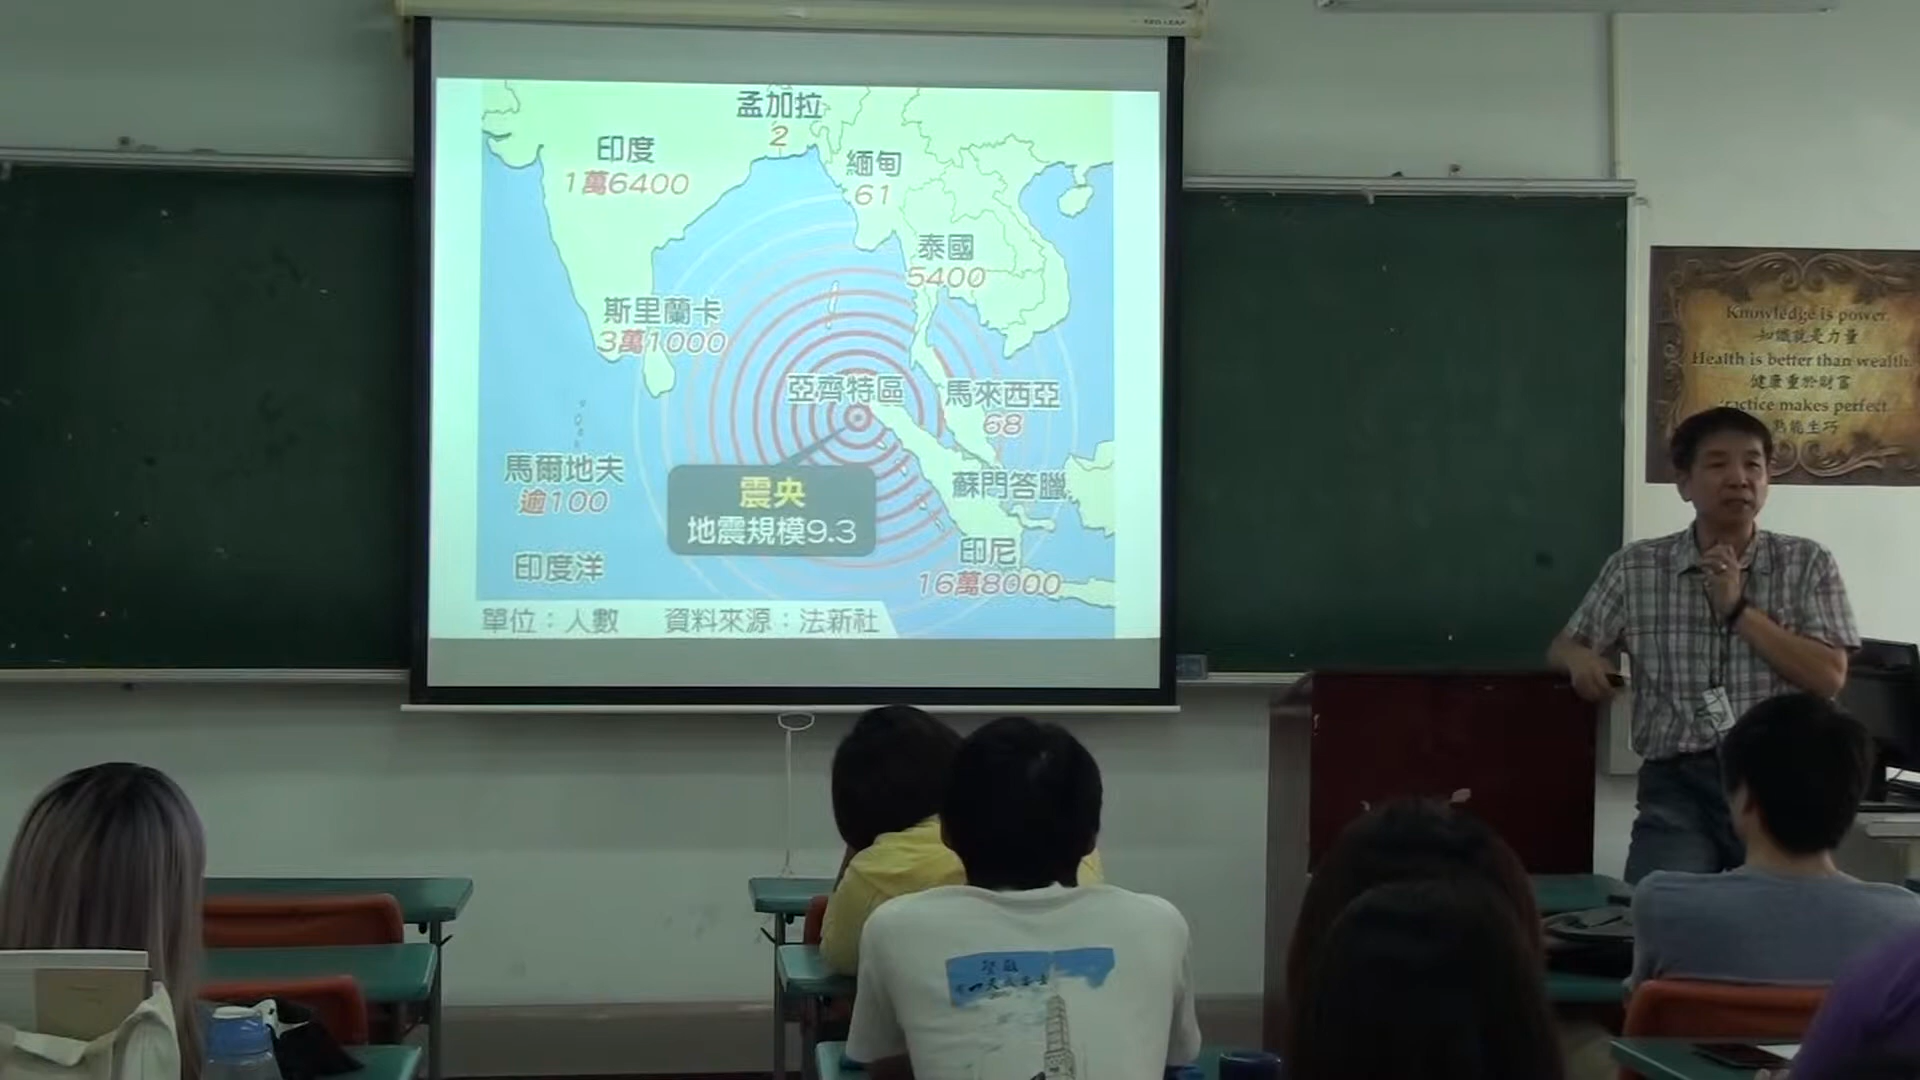 孟加拉
2
印度
1萬6400
緬甸
61
泰國
5400
斯里蘭卡
3萬1000
亞齊特區
馬來西亞
68
馬爾地夫
逾100
震央
地震規模9.3
蘇門答臘
印度洋
印尼
16萬8000
單位：人數 資料來源：法新社
Knowledge is power.
知識就是力量
Health is better than wealth.
健康重於財富
ractice makes perfect
熟能生巧